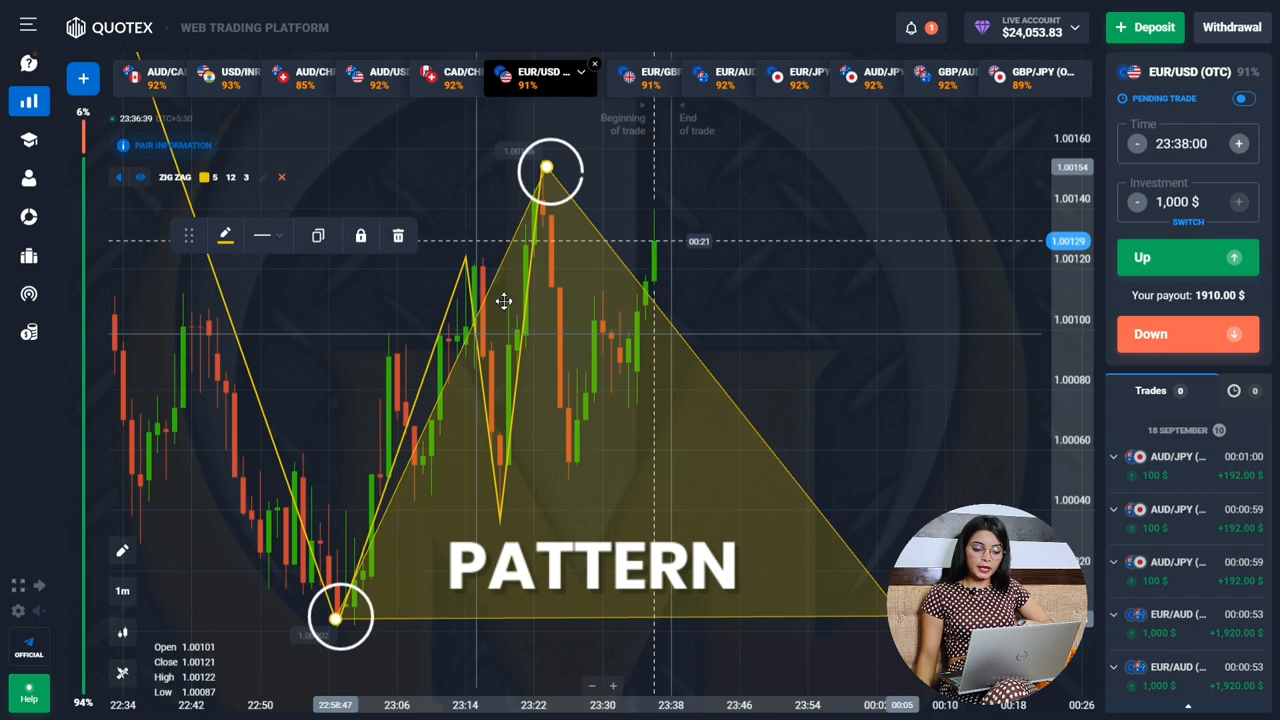 QUOTEX
WEB TRADING PLATFORM
1
LIVE ACCOUNT
$24,053.83
Deposit
Withdrawal
AUD/CA
92%
USD/INR
93%
AUD/CH
85%
AUD/US
92%
CAD/CH
92%
EUR/USD ...
91%
EUR/GB
91%
EUR/AU
92%
EUR/JP
92%
AUD/JP
92%
GBP/AU
92%
GBP/JPY (O...
89%
6%
23:36:39 UTC+5:30
PAIR INFORMATION
ZIG ZAG 5 12 3
Beginning
of trade
End
of trade
00:21
1.00160
1.00154
1.00140
1.00129
1.00120
1.00100
1.00080
1.00060
1.00040
PATTERN
1m
Open 1.00101
Close 1.00121
High 1.00122
Low 1.00087
OFFICIAL
Help
94%
22:34
22:42
22:50
22:58:47
23:06
23:14
23:22
23:30
23:38
23:46
23:54
00:05
00:10
00:18
00:26
EUR/USD (OTC) 91%
PENDING TRADE
Time
23:38:00
Investment
1,000 $
SWITCH
Up
Your payout: 1910.00 $
Down
Trades 0
0
18 SEPTEMBER 10
AUD/JPY (... 00:01:00
100 $ +192.00 $
AUD/JPY (... 00:00:59
100 $ +192.00 $
AUD/JPY (... 00:00:59
100 $ +192.00 $
EUR/AUD (... 00:00:53
1,000 $ +1,920.00 $
EUR/AUD (... 00:00:53
1,000 $ +1,920.00 $